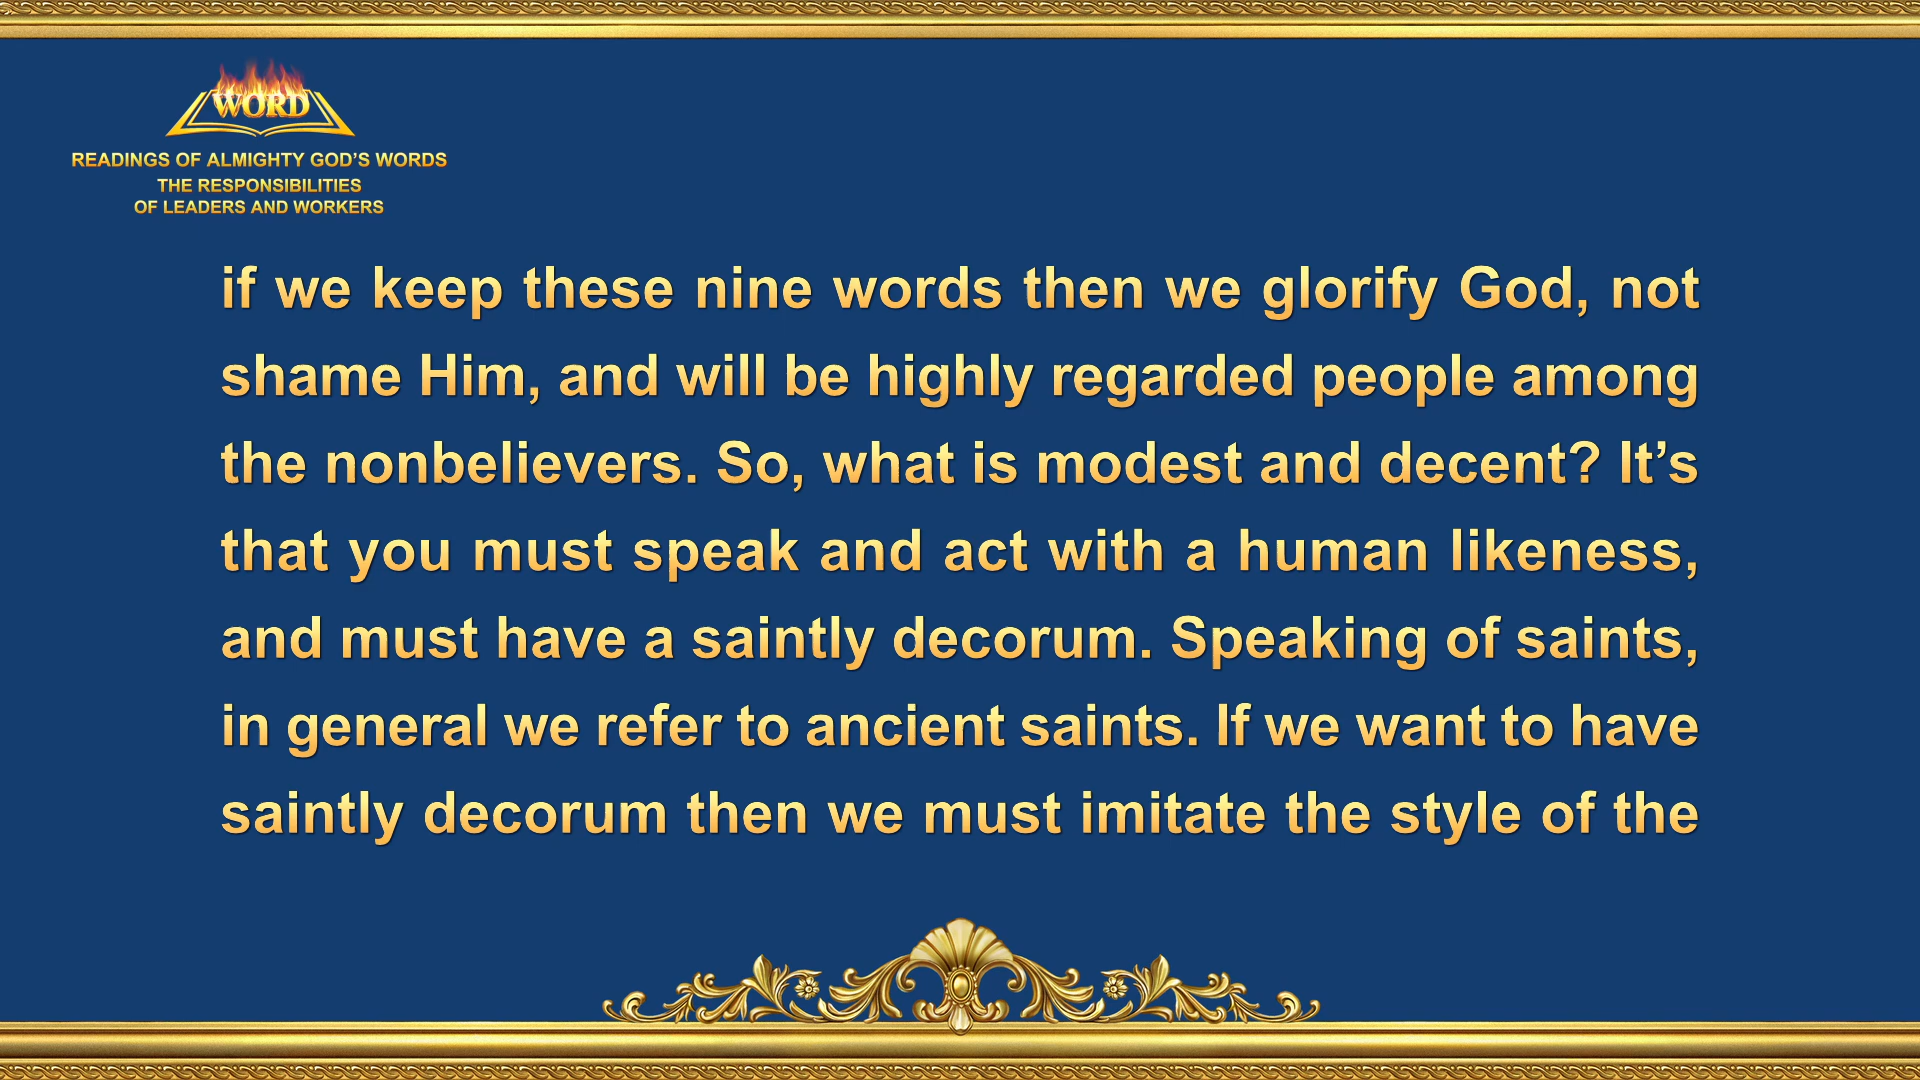 WORD
READINGS OF ALMIGHTY GOD’S WORDS
THE RESPONSIBILITIES
OF LEADERS AND WORKERS
if we keep these nine words then we glorify God, not
shame Him, and will be highly regarded people among
the nonbelievers. So, what is modest and decent? It’s
that you must speak and act with a human likeness,
and must have a saintly decorum. Speaking of saints,
in general we refer to ancient saints. If we want to have
saintly decorum then we must imitate the style of the